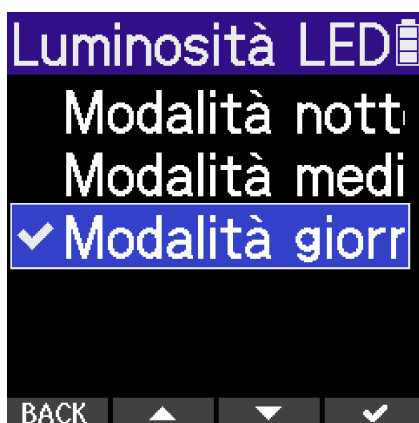 Luminosità LED
Modalità nott
Modalità medi
Modalità giorr
BACK